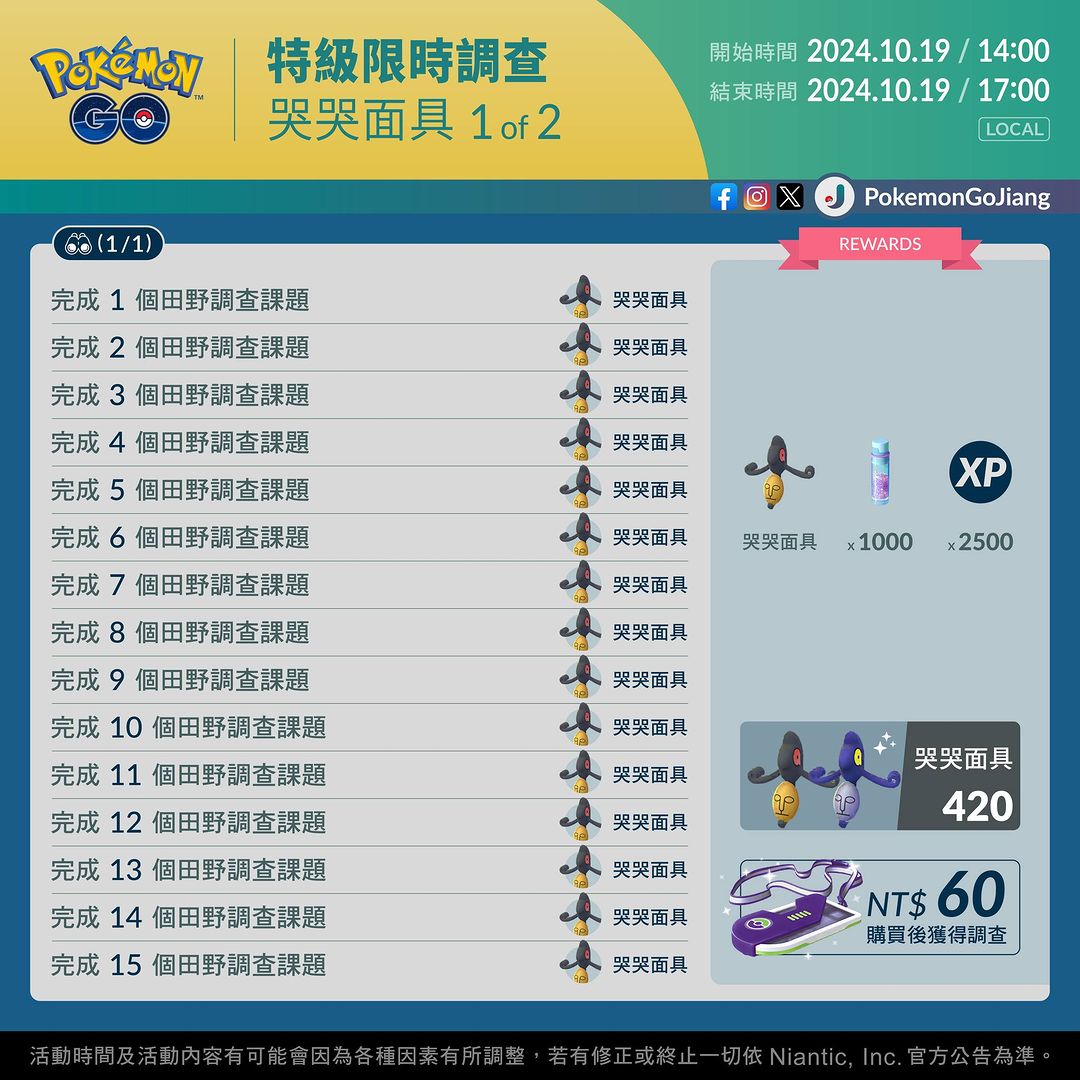 POKÉMON
GO
TM
特級限時調查
哭哭面具 1 of 2
開始時間 2024.10.19 / 14:00
結束時間 2024.10.19 / 17:00
LOCAL
PokemonGoJiang
(1/1)
REWARDS
完成 1 個田野調查課題 哭哭面具
完成 2 個田野調查課題 哭哭面具
完成 3 個田野調查課題 哭哭面具
完成 4 個田野調查課題 哭哭面具
完成 5 個田野調查課題 哭哭面具
完成 6 個田野調查課題 哭哭面具
完成 7 個田野調查課題 哭哭面具
完成 8 個田野調查課題 哭哭面具
完成 9 個田野調查課題 哭哭面具
完成 10 個田野調查課題 哭哭面具
完成 11 個田野調查課題 哭哭面具
完成 12 個田野調查課題 哭哭面具
完成 13 個田野調查課題 哭哭面具
完成 14 個田野調查課題 哭哭面具
完成 15 個田野調查課題 哭哭面具
XP
哭哭面具 x1000 x2500
哭哭面具
420
NT$ 60
購買後獲得調查
活動時間及活動內容有可能會因為各種因素有所調整，若有修正或終止一切依 Niantic, Inc. 官方公告為準。